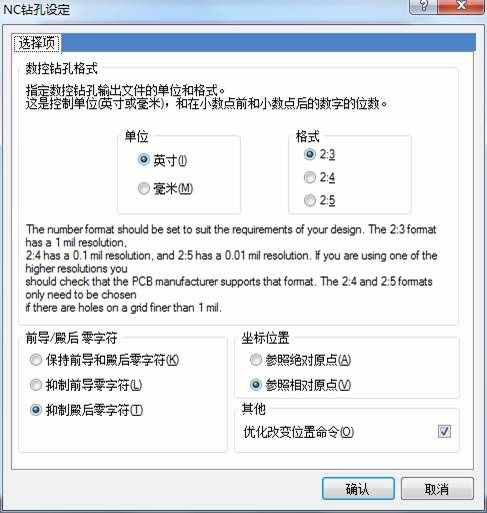 NC钻孔设定
选择项
数控钻孔格式
指定数控钻孔输出文件的单位和格式。
这是控制单位(英寸或毫米)，和在小数点前和小数点后的数字的位数。
单位
英寸(I)
毫米(M)
格式
2:3
2:4
2:5
The number format should be set to suit the requirements of your design. The 2:3 format
has a 1 mil resolution,
2:4 has a 0.1 mil resolution, and 2:5 has a 0.01 mil resolution. If you are using one of the
higher resolutions you
should check that the PCB manufacturer supports that format. The 2:4 and 2:5 formats
only need to be chosen
if there are holes on a grid finer than 1 mil.
前导/殿后 零字符
保持前导和殿后零字符(K)
抑制前导零字符(L)
抑制殿后零字符(T)
坐标位置
参照绝对原点(A)
参照相对原点(V)
其他
优化改变位置命令(O)
确认
取消